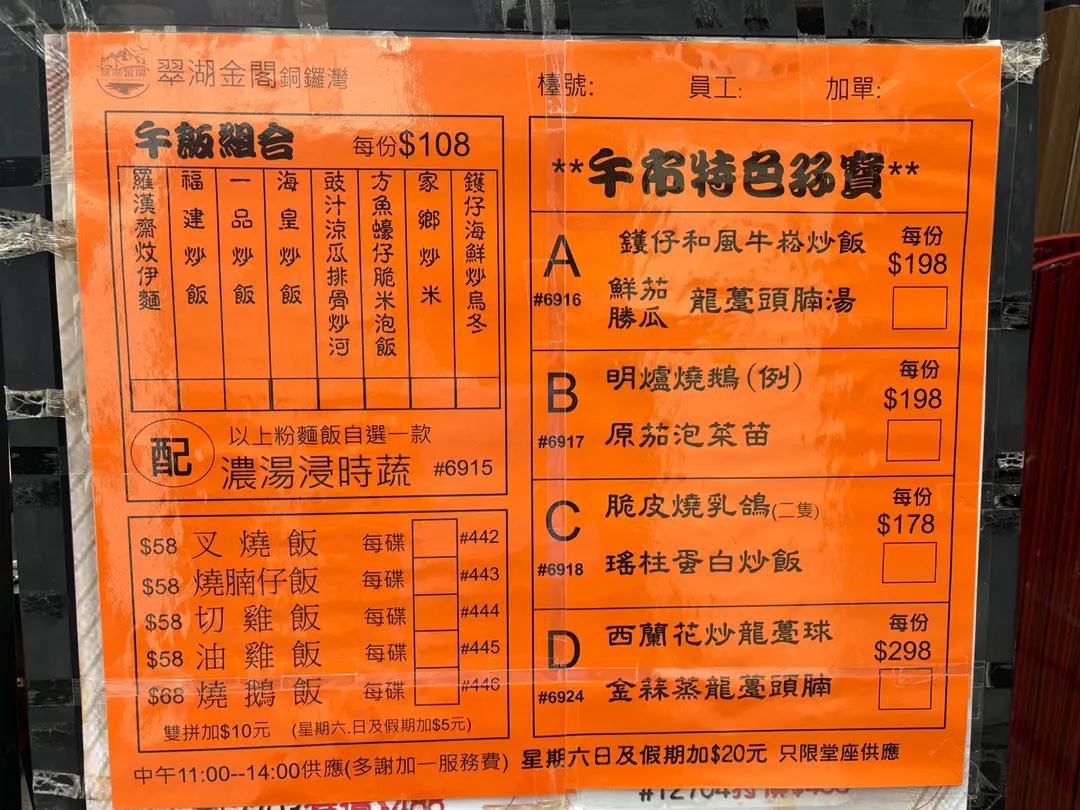 翠湖金閣銅鑼灣
檯號:
員工:
加單:
午飯組合 每份$108
羅漢齋炆伊麵
福建炒飯
一品炒飯
海皇炒飯
豉汁涼瓜排骨炒河
方魚蠔仔脆米泡飯
家鄉炒米
鑊仔海鮮炒烏冬
配
以上粉麵飯自選一款
濃湯浸時蔬 #6915
$58 叉燒飯 每碟 #442
$58 燒腩仔飯 每碟 #443
$58 切雞飯 每碟 #444
$58 油雞飯 每碟 #445
$68 燒鵝飯 每碟 #446
雙拼加$10元 (星期六.日及假期加$5元)
**午市特色孖寶**
A 鑊仔和風牛崧炒飯 每份
$198
#6916 鮮茄勝瓜 龍躉頭腩湯
B 明爐燒鵝(例) 每份
$198
#6917 原茄泡菜苗
C 脆皮燒乳鴿(二隻) 每份
$178
#6918 瑤柱蛋白炒飯
D 西蘭花炒龍躉球 每份
$298
#6924 金蒜蒸龍躉頭腩
中午11:00--14:00供應(多謝加一服務費) 星期六日及假期加$20元 只限堂座供應